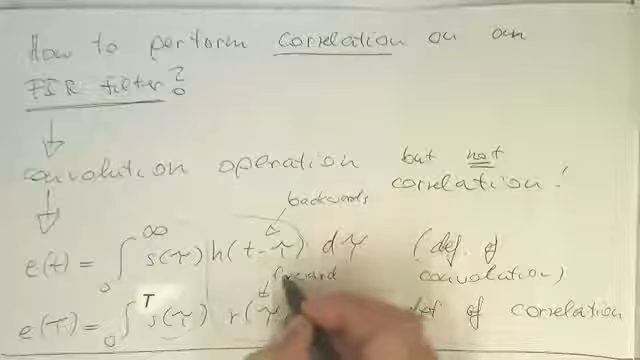 How to perform correlation on an
FIR filter?
convolution operation but not correlation!
backwards
e(t) = ∫₀^∞ s(τ) h(t-τ) dτ (def. of convolution)
forward
e(T) = ∫₀^T s(τ) r(τ) def of correlation